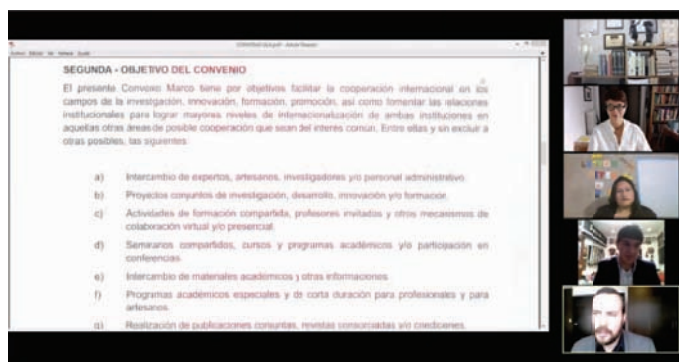 SEGUNDA - OBJETIVO DEL CONVENIO
El presente Convenio Marco tiene por objetivos facilitar la cooperación internacional en los
campos de la investigación, innovación, formación, promoción, así como fomentar las relaciones
institucionales para lograr mayores niveles de internacionalización de ambas instituciones en
aquellas otras áreas de posible cooperación que sean del interés común. Entre ellas y sin excluir a
otras posibles, las siguientes:
a) Intercambio de expertos, artesanos, investigadores y/o personal administrativo.
b) Proyectos conjuntos de investigación, desarrollo, innovación y/o formación.
c) Actividades de formación compartida, profesores invitados y otros mecanismos de
colaboración virtual y/o presencial.
d) Seminarios compartidos, cursos y programas académicos y/o participación en
conferencias.
e) Intercambio de materiales académicos y otras informaciones.
f) Programas académicos especiales y de corta duración para profesionales y para
artesanos.
g) Realización de publicaciones conjuntas, revistas consorciadas y/o coediciones.